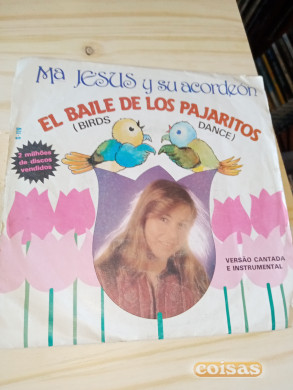 Ma JESUS y su acordeón
EL BAILE DE LOS PAJARITOS
(BIRDS DANCE)
2 milhões
de discos
vendidos
VERSÃO CANTADA
E INSTRUMENTAL
coisas